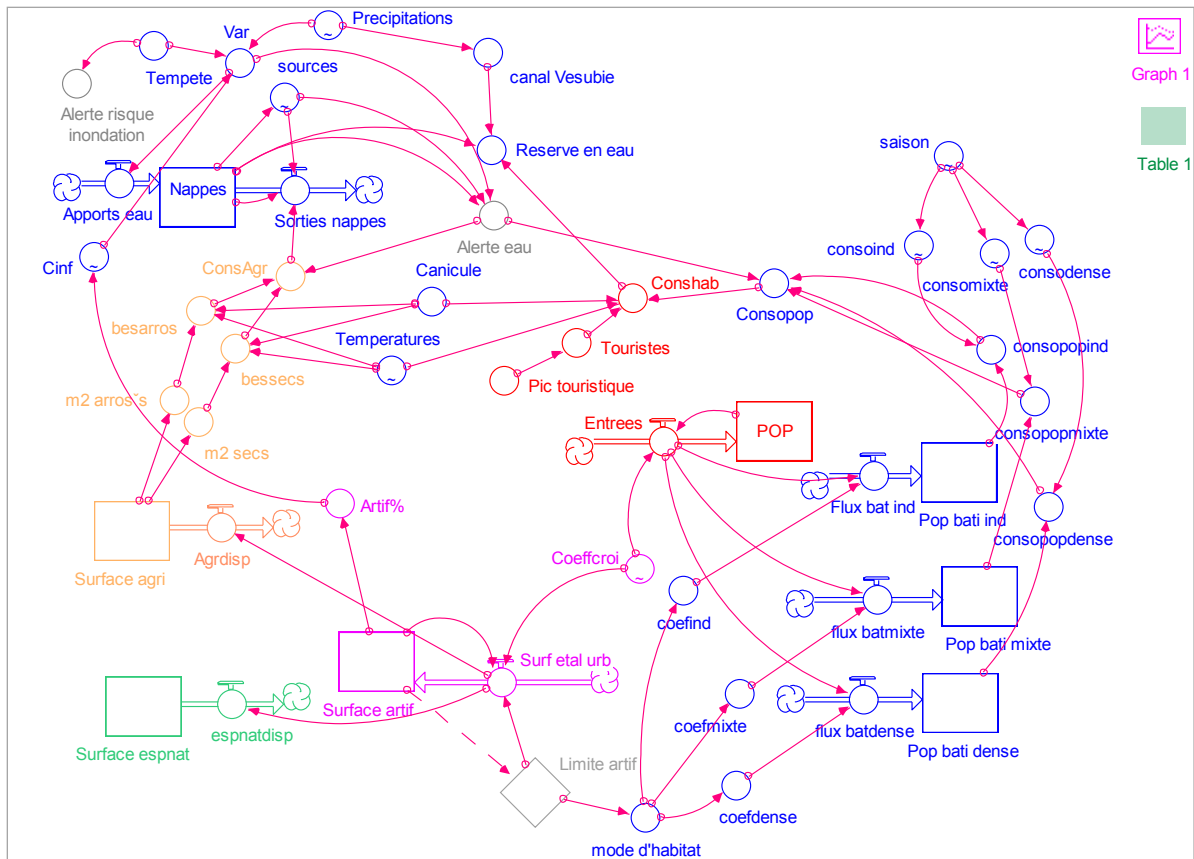 Precipitations
Var
Graph 1
Tempete
sources
canal Vesubie
Alerte risque
inondation
Reserve en eau
saison
Table 1
Nappes
Apports eau
Sorties nappes
Alerte eau
consoind
consomixte
consodense
Cinf
ConsAgr
Canicule
Conshab
Consopop
besarros
Temperatures
Touristes
consopopind
bessecs
Pic touristique
m2 arros˜s
Entrees
POP
consopopmixte
m2 secs
Artif%
Flux bat ind
Pop bati ind
consopopdense
Agrdisp
Surface agri
Coeffcroi
coefind
flux batmixte
Pop bati mixte
Surf etal urb
Surface artif
coefmixte
flux batdense
Pop bati dense
espnatdisp
Surface espnat
Limite artif
coefdense
mode d'habitat
~
~
~
~
~
~
~
~
~